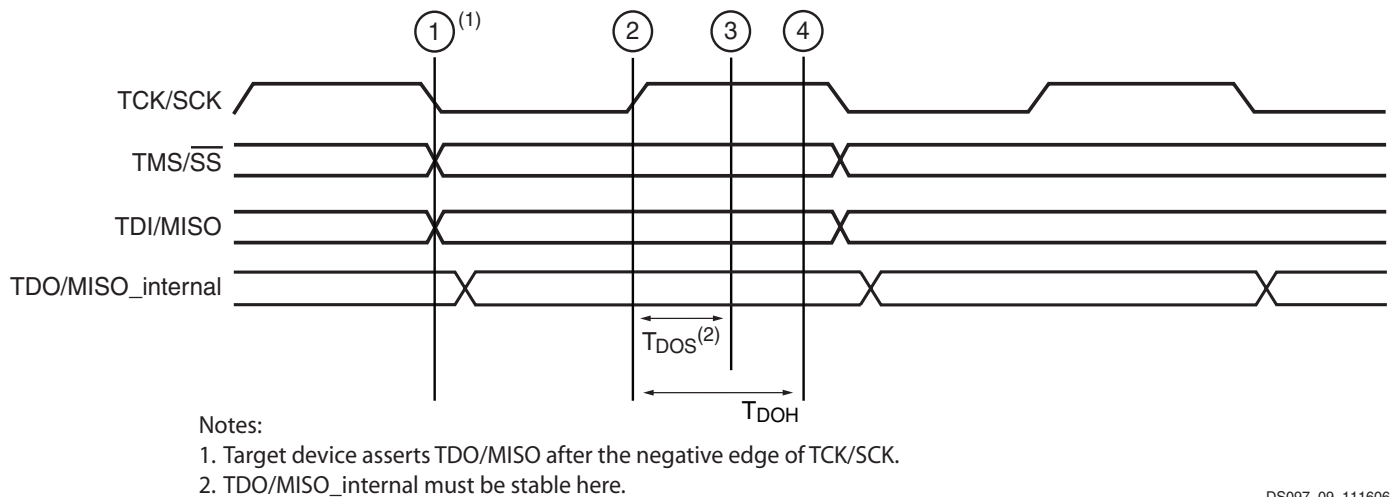 1 (1) 2 3 4
TCK/SCK
TMS/S̅S̅
TDI/MISO
TDO/MISO_internal
TDOS(2)
TDOH
Notes:
1. Target device asserts TDO/MISO after the negative edge of TCK/SCK.
2. TDO/MISO_internal must be stable here.
DS097_09_111606